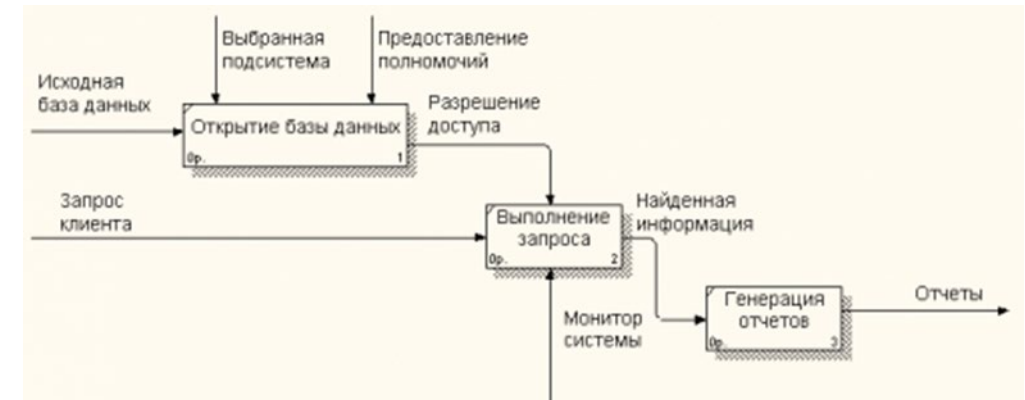 Выбранная
подсистема
Предоставление
полномочий
Исходная
база данных
Открытие базы данных
0р.
1
Разрешение
доступа
Запрос
клиента
Выполнение
запроса
0р.
2
Найденная
информация
Монитор
системы
Генерация
отчетов
0р.
3
Отчеты